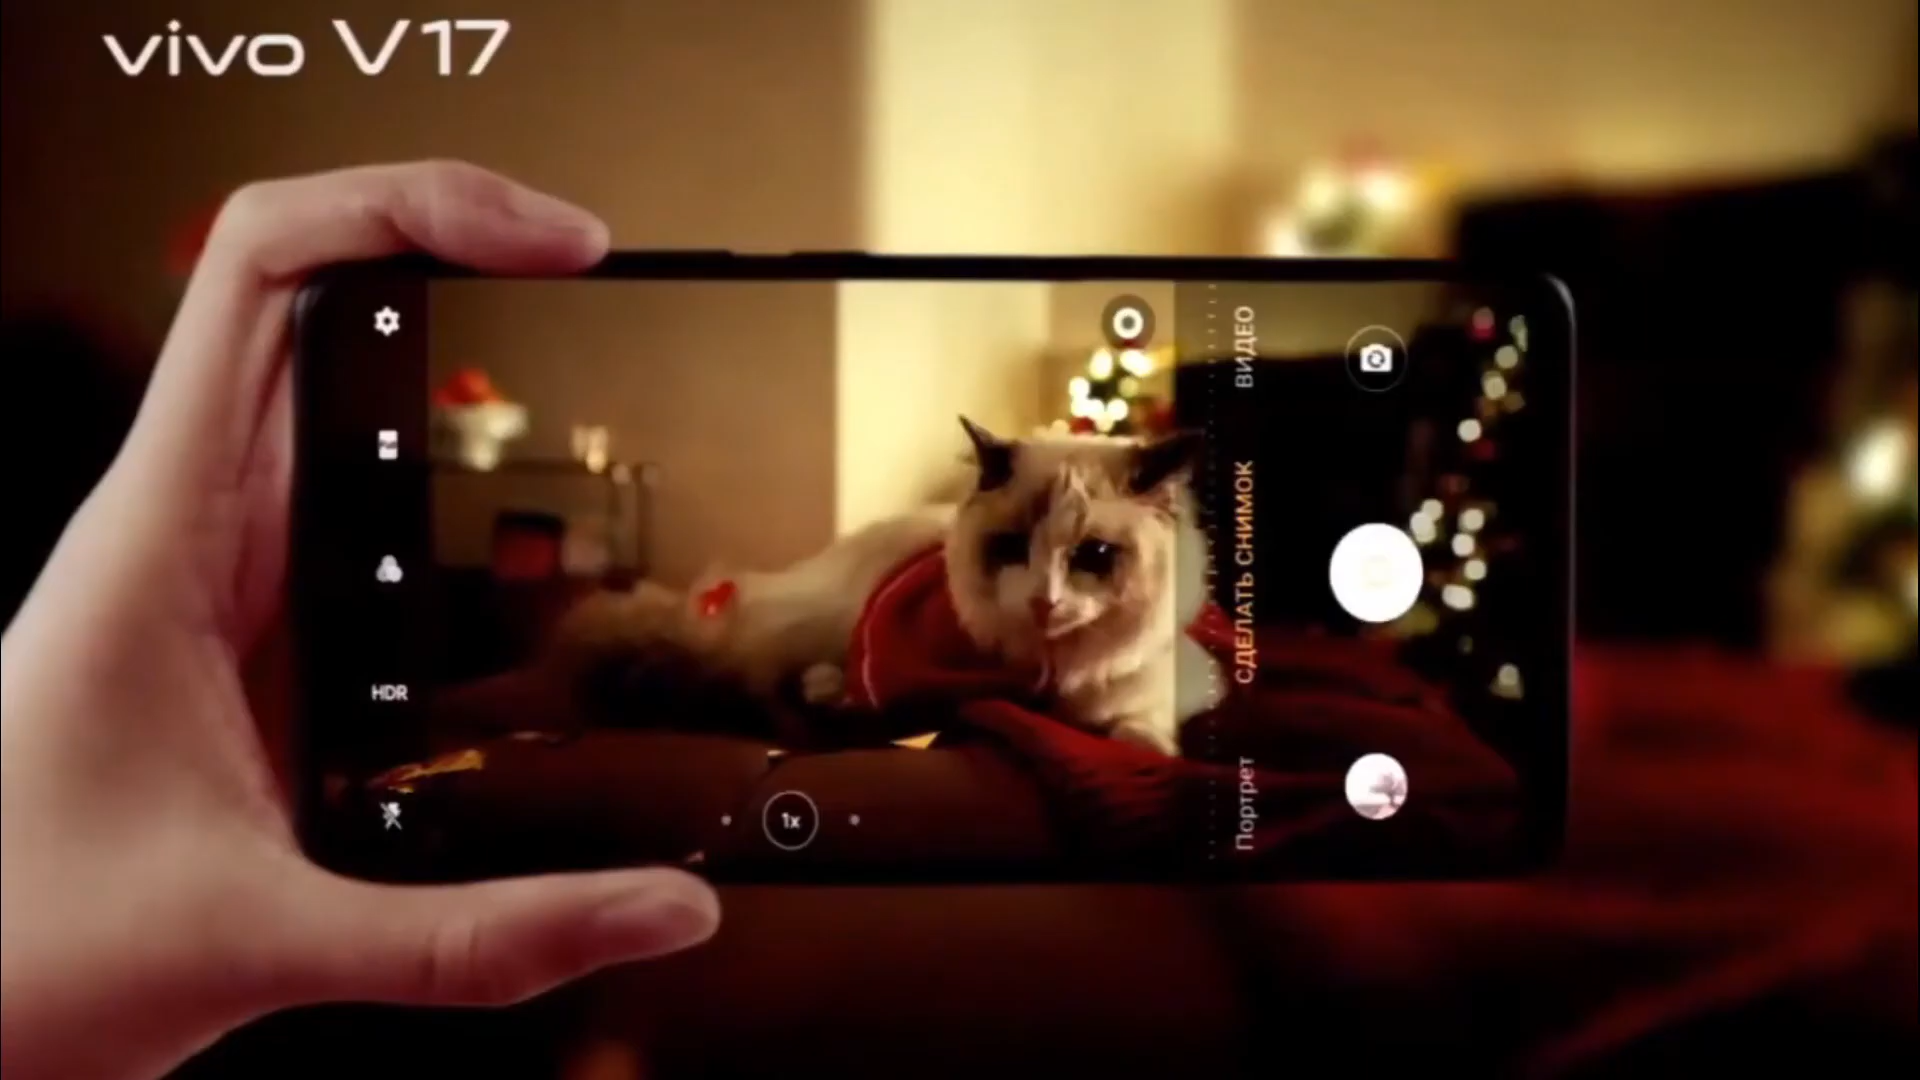 vivo V17
ВИДЕО
СДЕЛАТЬ СНИМОК
Портрет
HDR
1x